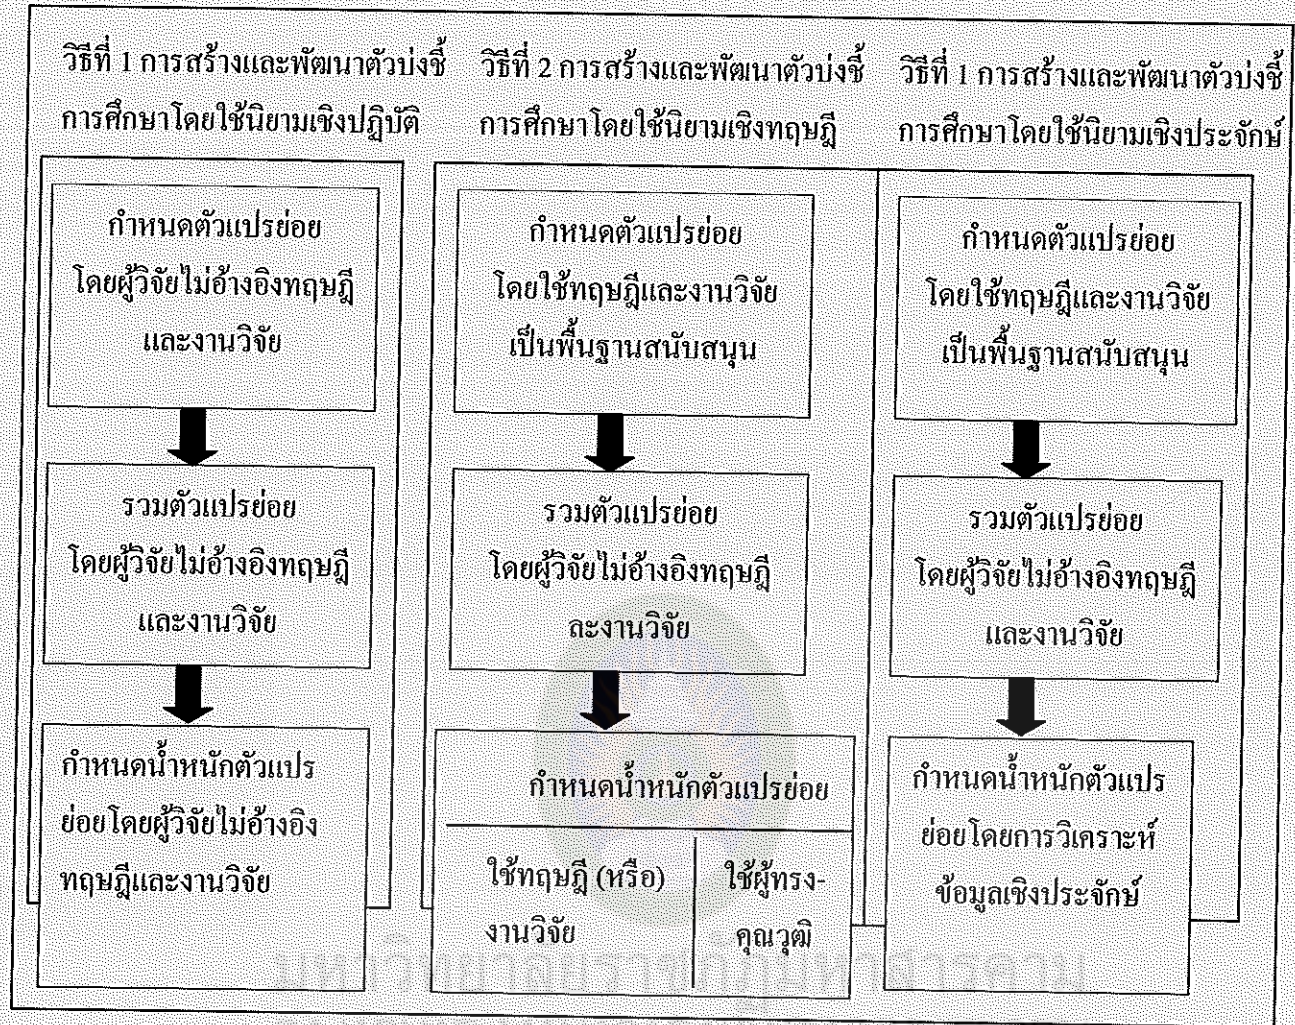 วิธีที่ 1 การสร้างและพัฒนาตัวบ่งชี้
การศึกษาโดยใช้นิยามเชิงปฏิบัติ
วิธีที่ 2 การสร้างและพัฒนาตัวบ่งชี้
การศึกษาโดยใช้นิยามเชิงทฤษฎี
วิธีที่ 1 การสร้างและพัฒนาตัวบ่งชี้
การศึกษาโดยใช้นิยามเชิงประจักษ์
กำหนดตัวแปรย่อย
โดยผู้วิจัยไม่อ้างอิงทฤษฎี
และงานวิจัย
รวมตัวแปรย่อย
โดยผู้วิจัยไม่อ้างอิงทฤษฎี
และงานวิจัย
กำหนดน้ำหนักตัวแปร
ย่อยโดยผู้วิจัยไม่อ้างอิง
ทฤษฎีและงานวิจัย
กำหนดตัวแปรย่อย
โดยใช้ทฤษฎีและงานวิจัย
เป็นพื้นฐานสนับสนุน
รวมตัวแปรย่อย
โดยผู้วิจัยไม่อ้างอิงทฤษฎี
ละงานวิจัย
กำหนดน้ำหนักตัวแปรย่อย
ใช้ทฤษฎี (หรือ)
งานวิจัย
ใช้ผู้ทรง-
คุณวุฒิ
กำหนดตัวแปรย่อย
โดยใช้ทฤษฎีและงานวิจัย
เป็นพื้นฐานสนับสนุน
รวมตัวแปรย่อย
โดยผู้วิจัยไม่อ้างอิงทฤษฎี
และงานวิจัย
กำหนดน้ำหนักตัวแปร
ย่อยโดยการวิเคราะห์
ข้อมูลเชิงประจักษ์
มหาวิทยาลัยราชภัฏมหาสารคาม